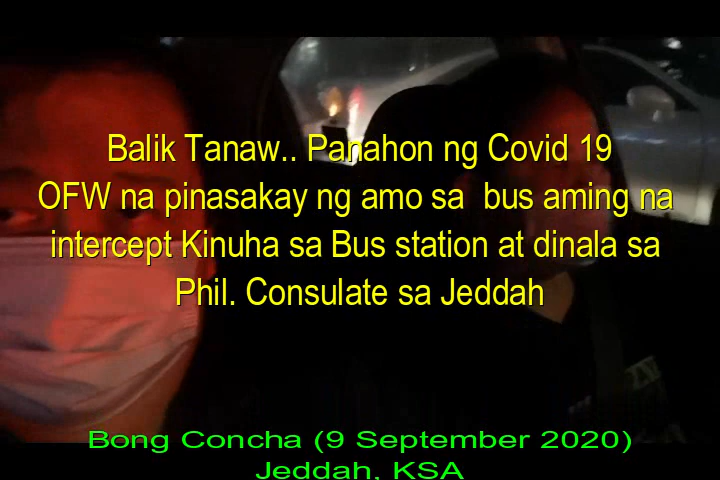 Balik Tanaw.. Panahon ng Covid 19
OFW na pinasakay ng amo sa bus aming na
intercept Kinuha sa Bus station at dinala sa
Phil. Consulate sa Jeddah
Bong Concha (9 September 2020)
Jeddah, KSA